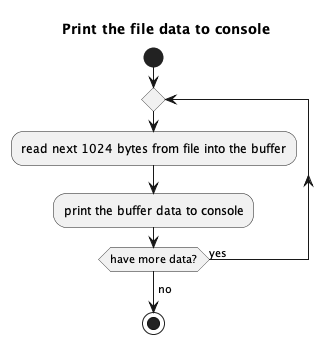 Print the file data to console
read next 1024 bytes from file into the buffer
print the buffer data to console
have more data?
yes
no